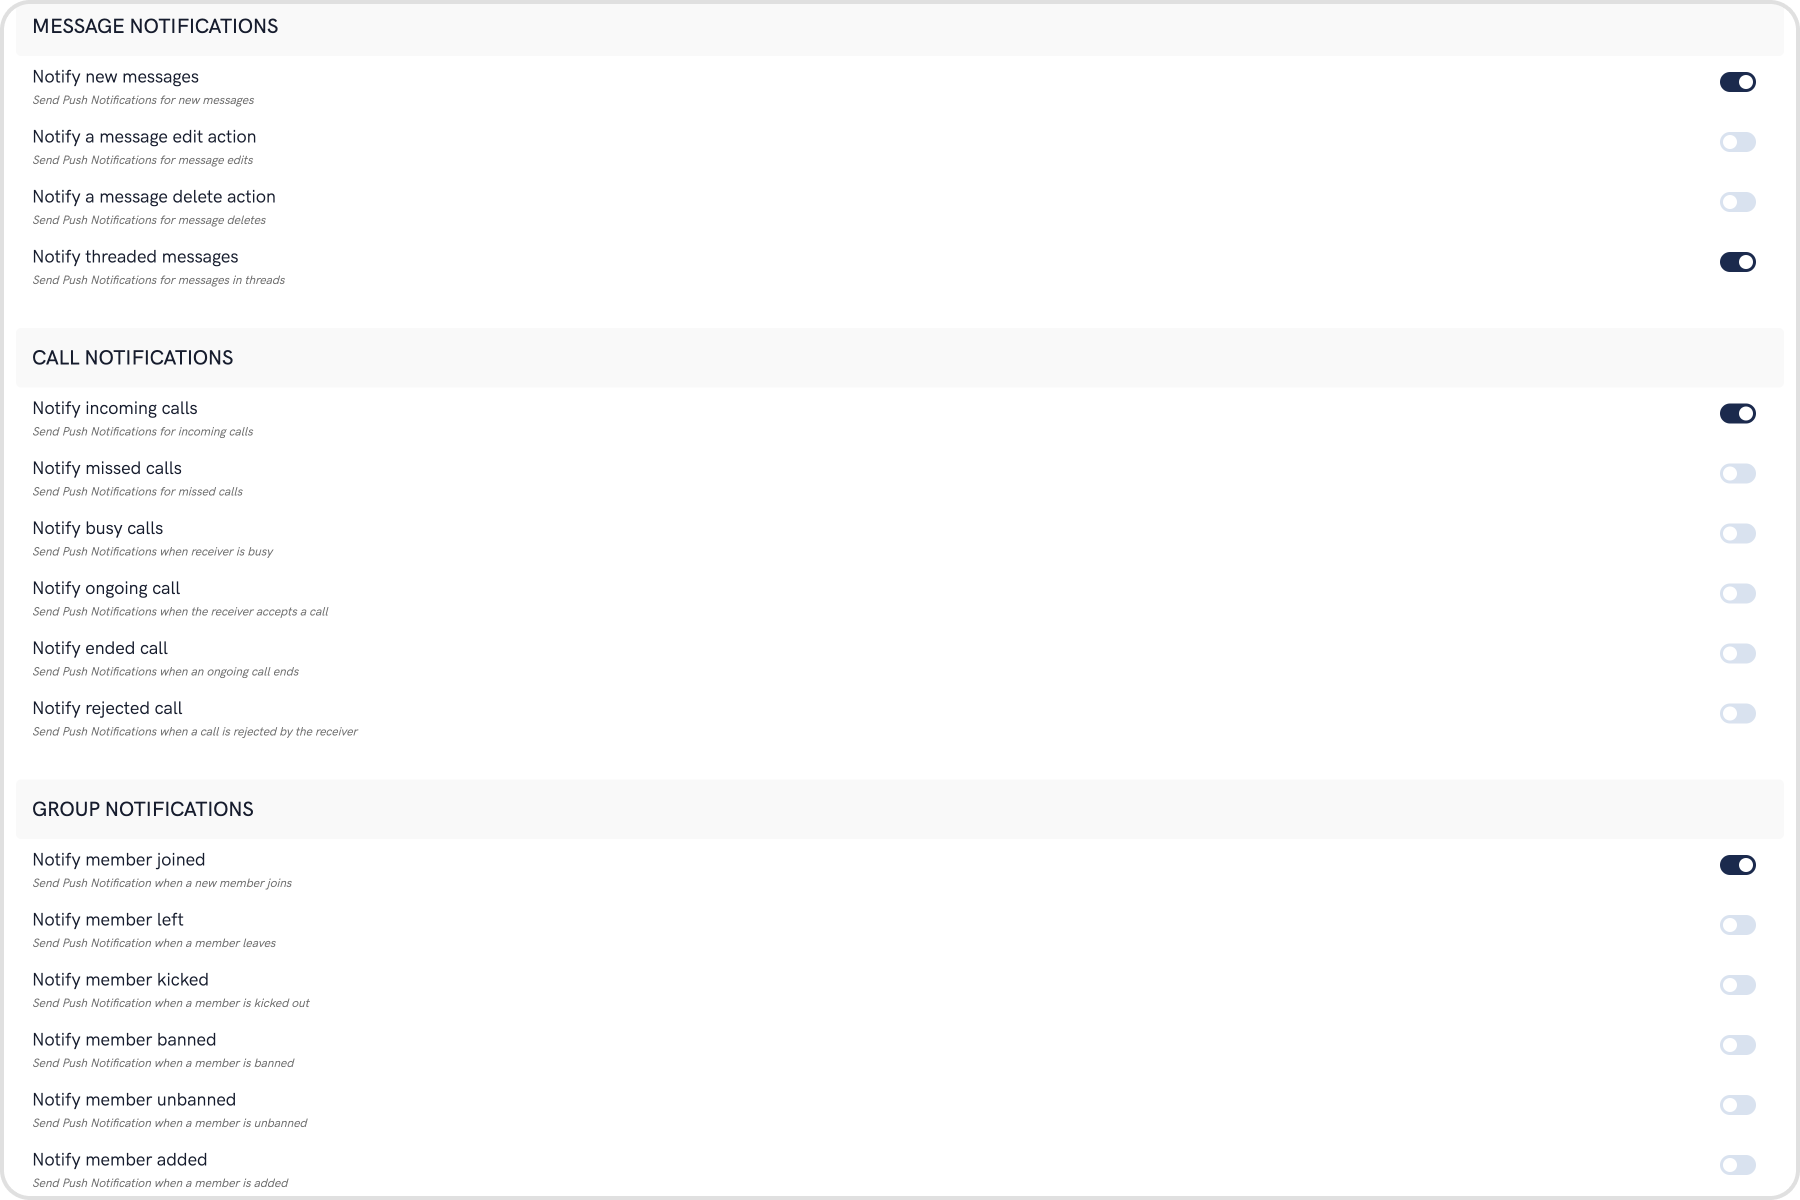 MESSAGE NOTIFICATIONS
Notify new messages
Send Push Notifications for new messages
Notify a message edit action
Send Push Notifications for message edits
Notify a message delete action
Send Push Notifications for message deletes
Notify threaded messages
Send Push Notifications for messages in threads
CALL NOTIFICATIONS
Notify incoming calls
Send Push Notifications for incoming calls
Notify missed calls
Send Push Notifications for missed calls
Notify busy calls
Send Push Notifications when receiver is busy
Notify ongoing call
Send Push Notifications when the receiver accepts a call
Notify ended call
Send Push Notifications when an ongoing call ends
Notify rejected call
Send Push Notifications when a call is rejected by the receiver
GROUP NOTIFICATIONS
Notify member joined
Send Push Notification when a new member joins
Notify member left
Send Push Notification when a member leaves
Notify member kicked
Send Push Notification when a member is kicked out
Notify member banned
Send Push Notification when a member is banned
Notify member unbanned
Send Push Notification when a member is unbanned
Notify member added
Send Push Notification when a member is added